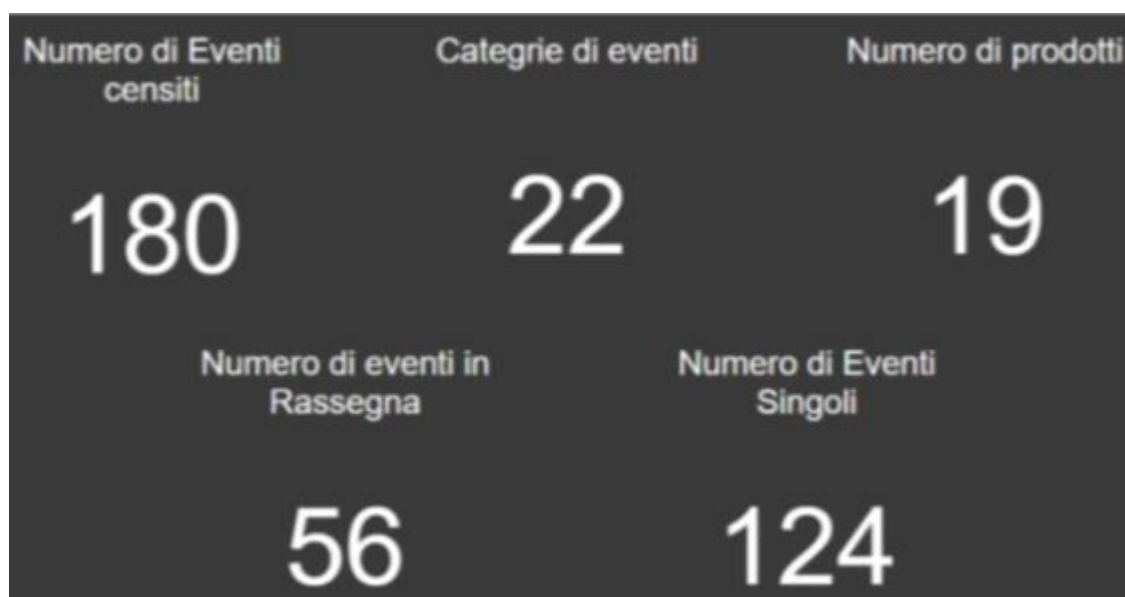 Numero di Eventi
censiti
Categrie di eventi
Numero di prodotti
180
22
19
Numero di eventi in
Rassegna
Numero di Eventi
Singoli
56
124